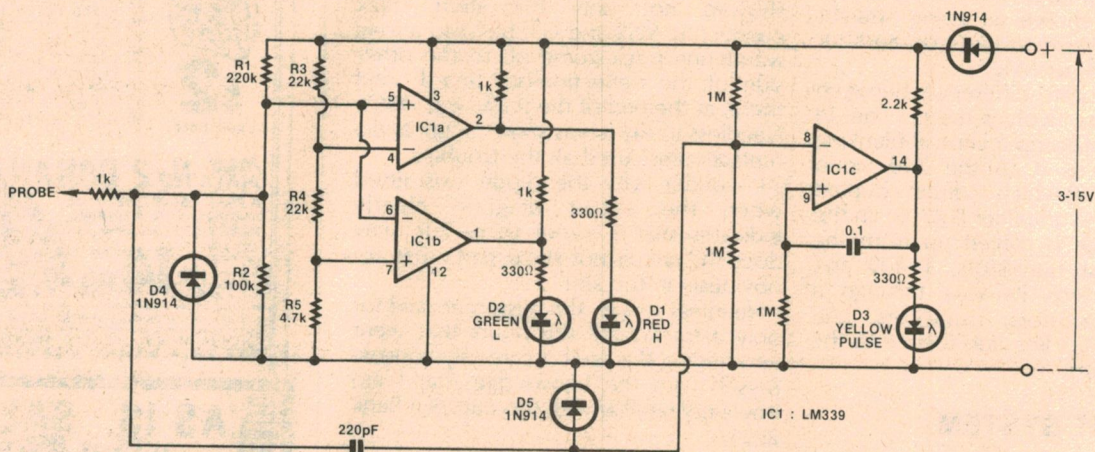 1N914
+
R1
220k
R3
22k
1k
1M
2.2k
5
+
3
IC1a
2
4
−
8
−
IC1c
14
9
+
3-15V
PROBE
1k
R4
22k
1k
330Ω
0.1
6
−
IC1b
7
+
12
1M
D4
1N914
R2
100k
R5
4.7k
330Ω
1M
330Ω
D2
GREEN
L
D1
RED
H
D3
YELLOW
PULSE
λ
λ
λ
−
D5
1N914
IC1 : LM339
220pF